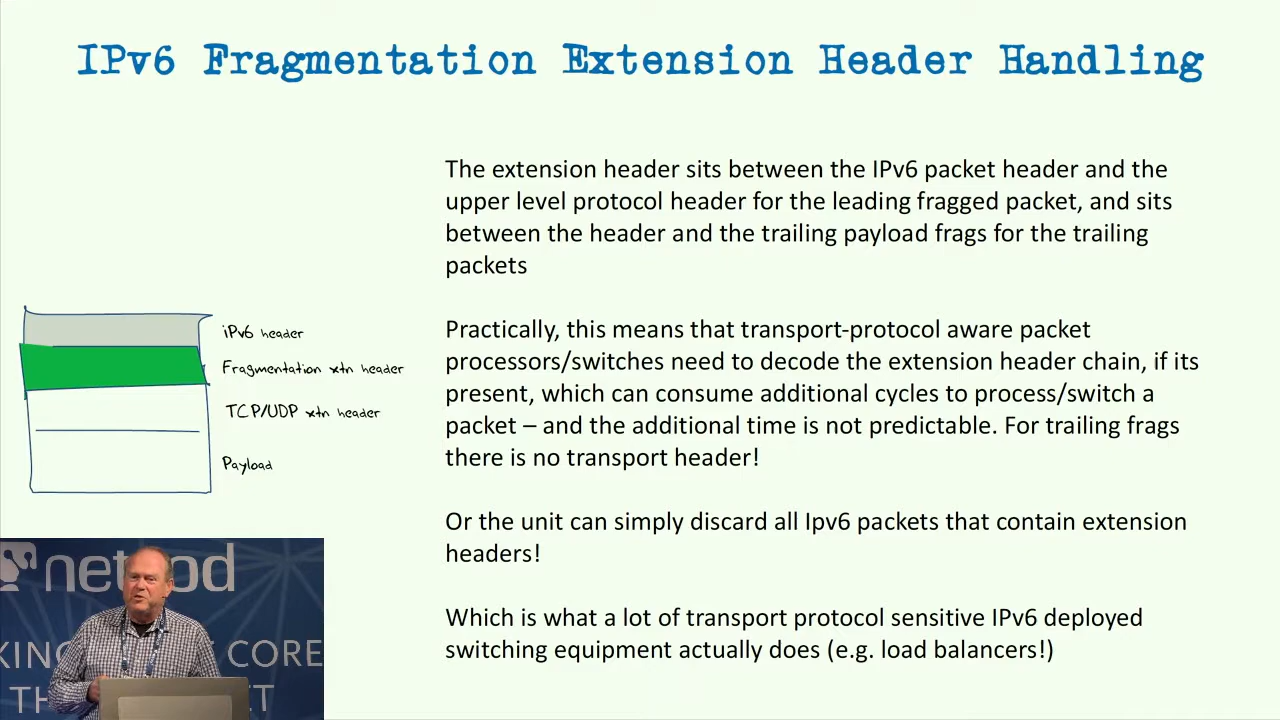 IPv6 Fragmentation Extension Header Handling
The extension header sits between the IPv6 packet header and the
upper level protocol header for the leading fragged packet, and sits
between the header and the trailing payload frags for the trailing
packets
Practically, this means that transport-protocol aware packet
processors/switches need to decode the extension header chain, if its
present, which can consume additional cycles to process/switch a
packet – and the additional time is not predictable. For trailing frags
there is no transport header!
Or the unit can simply discard all Ipv6 packets that contain extension
headers!
Which is what a lot of transport protocol sensitive IPv6 deployed
switching equipment actually does (e.g. load balancers!)
iPv6 header
Fragmentation xtn header
TCP/UDP xtn header
Payload
CORE